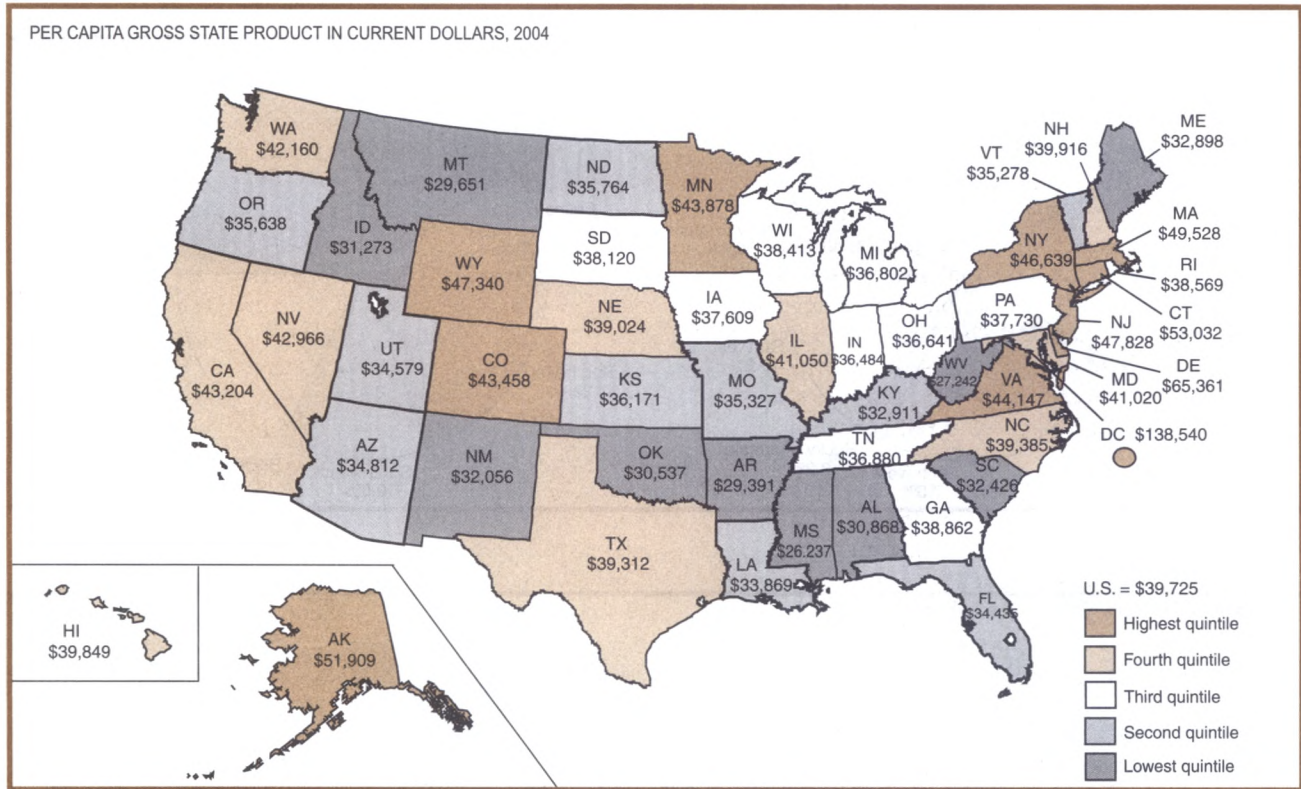 PER CAPITA GROSS STATE PRODUCT IN CURRENT DOLLARS, 2004
WA
$42,160
OR
$35,638
CA
$43,204
NV
$42,966
ID
$31,273
MT
$29,651
WY
$47,340
UT
$34,579
CO
$43,458
AZ
$34,812
NM
$32,056
ND
$35,764
SD
$38,120
NE
$39,024
KS
$36,171
OK
$30,537
TX
$39,312
MN
$43,878
IA
$37,609
MO
$35,327
AR
$29,391
LA
$33,869
WI
$38,413
IL
$41,050
MI
$36,802
IN
$36,484
OH
$36,641
KY
$32,911
TN
$36,880
MS
$26.237
AL
$30,868
GA
$38,862
FL
$34,435
SC
$32,426
NC
$39,385
VA
$44,147
WV
$27,242
PA
$37,730
NY
$46,639
VT
$35,278
NH
$39,916
ME
$32,898
MA
$49,528
RI
$38,569
CT
$53,032
NJ
$47,828
DE
$65,361
MD
$41,020
DC $138,540
HI
$39,849
AK
$51,909
U.S. = $39,725
Highest quintile
Fourth quintile
Third quintile
Second quintile
Lowest quintile